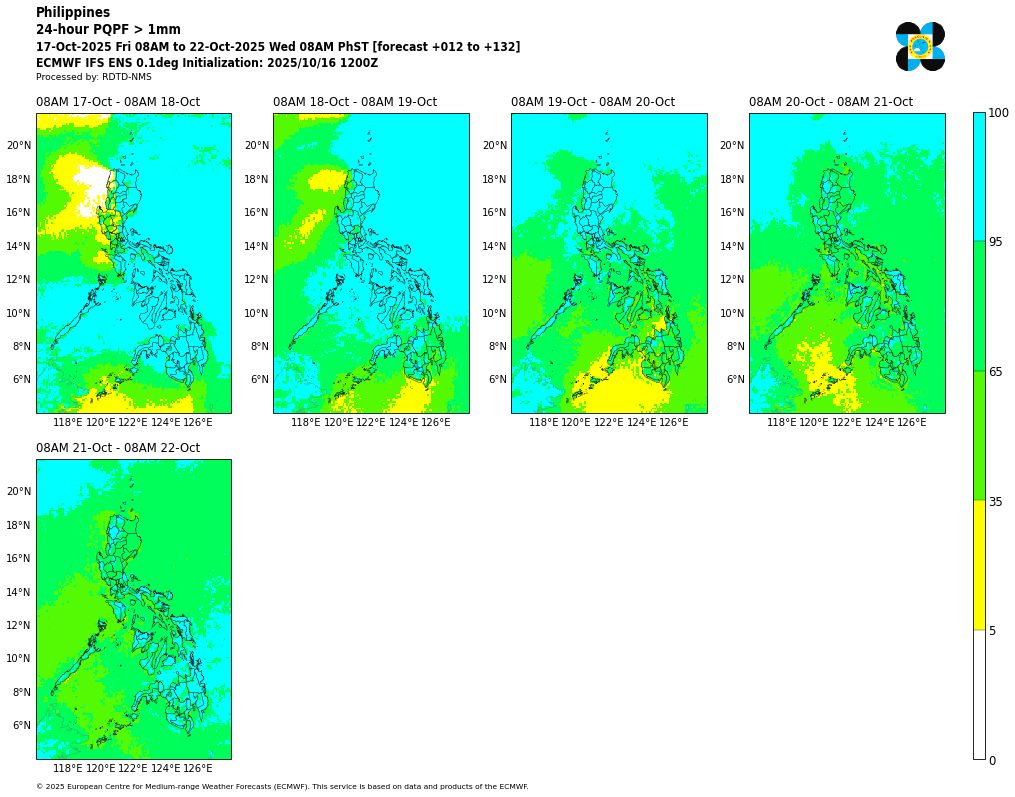 Philippines
24-hour PQPF > 1mm
17-Oct-2025 Fri 08AM to 22-Oct-2025 Wed 08AM PhST [forecast +012 to +132]
ECMWF IFS ENS 0.1deg Initialization: 2025/10/16 1200Z
Processed by: RDTD-NMS
08AM 17-Oct - 08AM 18-Oct
20°N
18°N
16°N
14°N
12°N
10°N
8°N
6°N
118°E 120°E 122°E 124°E 126°E
08AM 18-Oct - 08AM 19-Oct
20°N
18°N
16°N
14°N
12°N
10°N
8°N
6°N
118°E 120°E 122°E 124°E 126°E
08AM 19-Oct - 08AM 20-Oct
20°N
18°N
16°N
14°N
12°N
10°N
8°N
6°N
118°E 120°E 122°E 124°E 126°E
08AM 20-Oct - 08AM 21-Oct
20°N
18°N
16°N
14°N
12°N
10°N
8°N
6°N
118°E 120°E 122°E 124°E 126°E
100
95
65
35
5
0
08AM 21-Oct - 08AM 22-Oct
20°N
18°N
16°N
14°N
12°N
10°N
8°N
6°N
118°E 120°E 122°E 124°E 126°E
© 2025 European Centre for Medium-range Weather Forecasts (ECMWF). This service is based on data and products of the ECMWF.